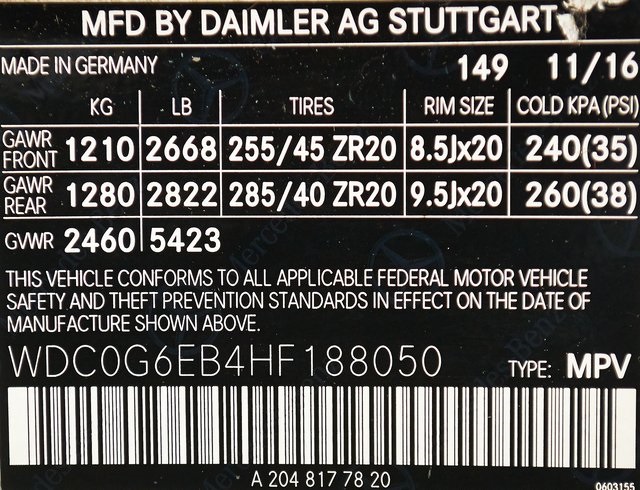 MFD BY DAIMLER AG STUTTGART
MADE IN GERMANY 149 11/16
KG LB TIRES RIM SIZE COLD KPA(PSI)
GAWR FRONT 1210 2668 255/45 ZR20 8.5Jx20 240(35)
GAWR REAR 1280 2822 285/40 ZR20 9.5Jx20 260(38)
GVWR 2460 5423
THIS VEHICLE CONFORMS TO ALL APPLICABLE FEDERAL MOTOR VEHICLE
SAFETY AND THEFT PREVENTION STANDARDS IN EFFECT ON THE DATE OF
MANUFACTURE SHOWN ABOVE.
WDC0G6EB4HF188050 TYPE: MPV
A 204 817 78 20
0603155